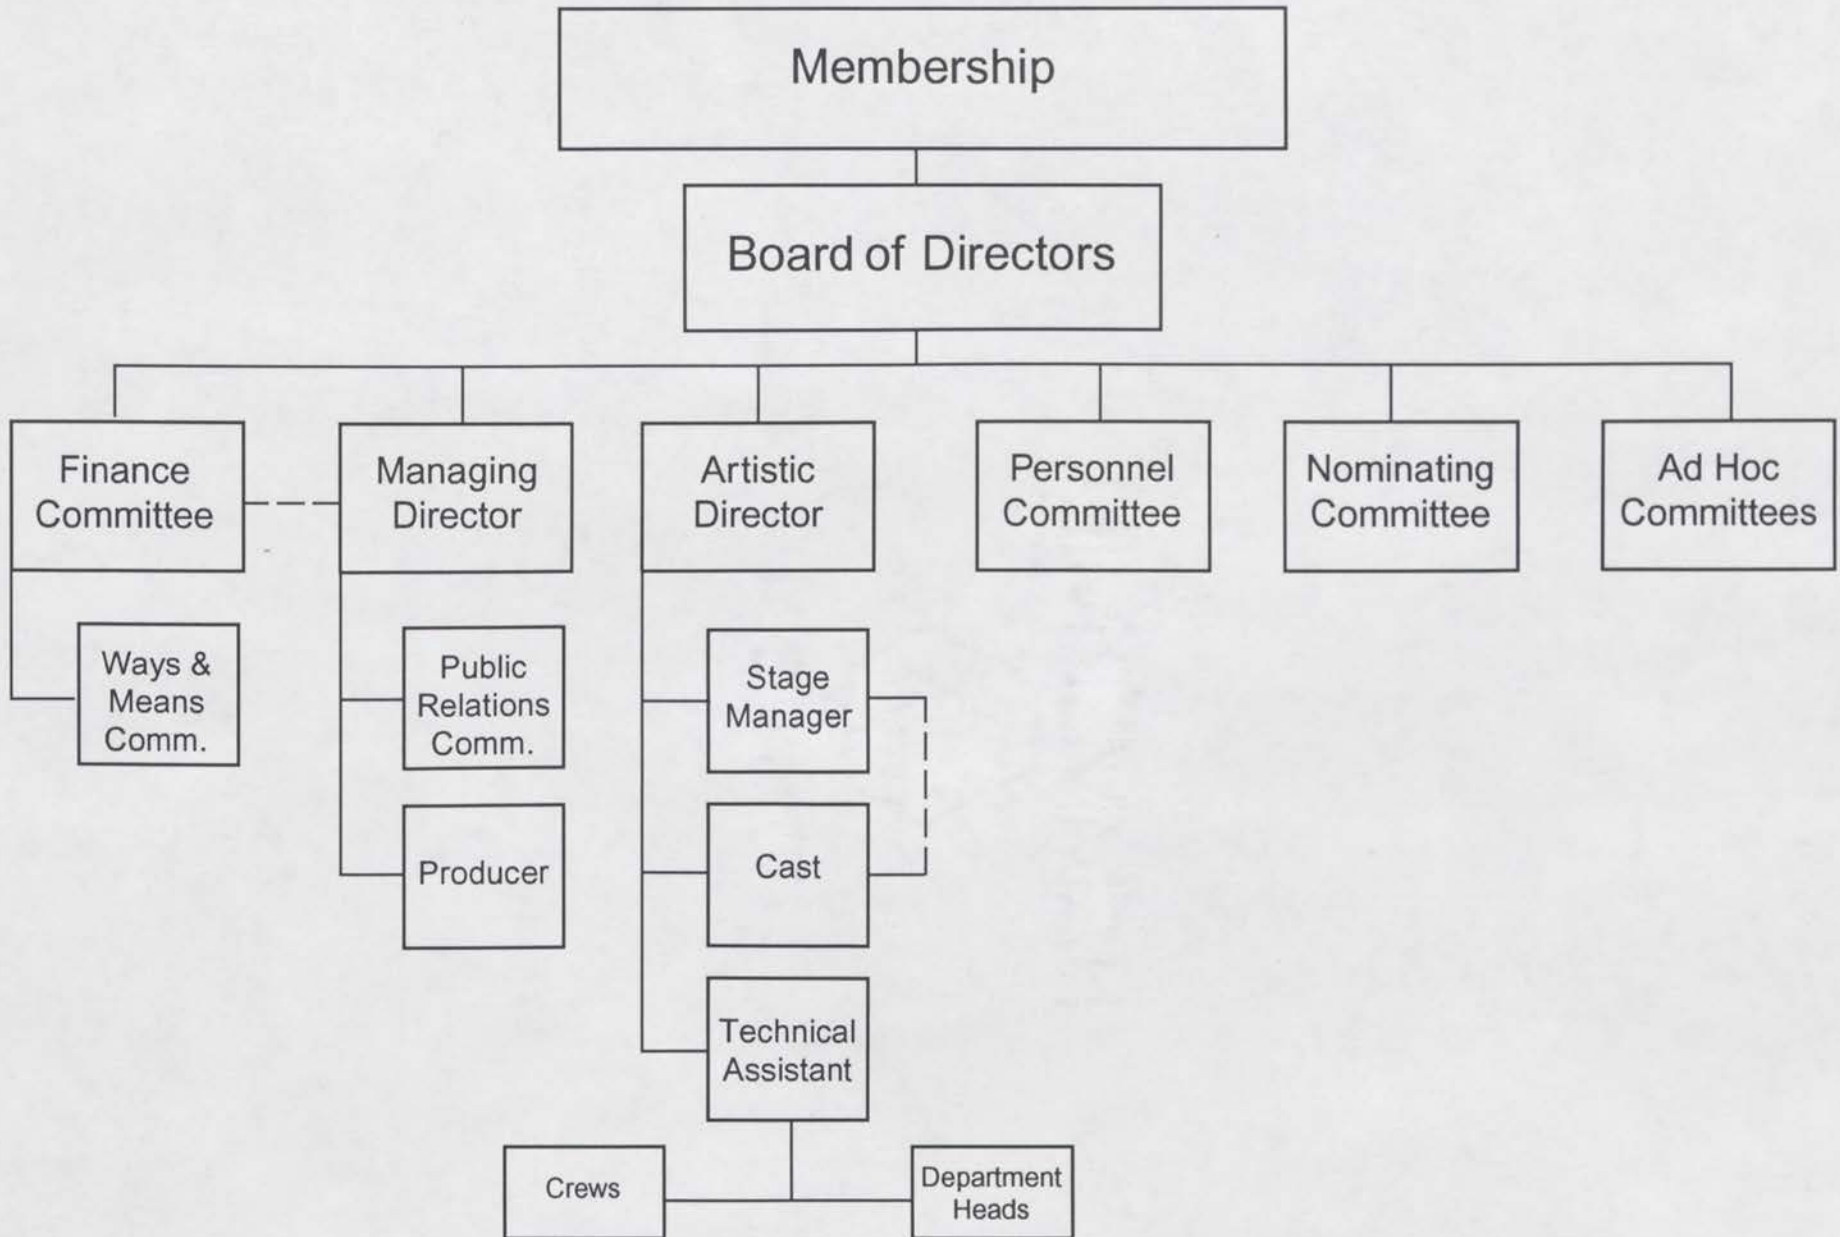 Membership
Board of Directors
Finance
Committee
Managing
Director
Artistic
Director
Personnel
Committee
Nominating
Committee
Ad Hoc
Committees
Ways &
Means
Comm.
Public
Relations
Comm.
Stage
Manager
Producer
Cast
Technical
Assistant
Crews
Department
Heads